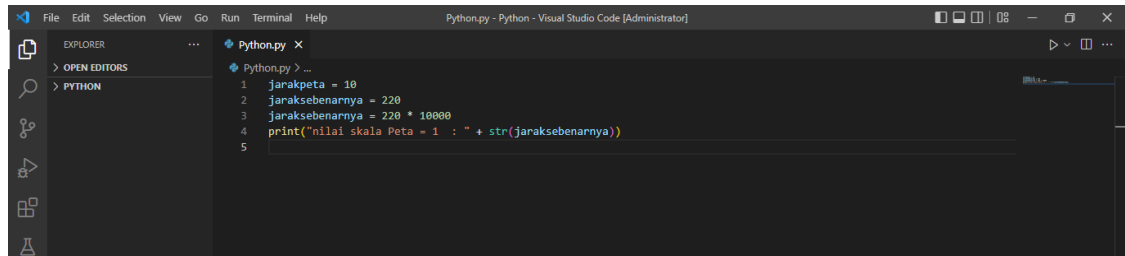 File Edit Selection View Go Run Terminal Help Python.py - Python - Visual Studio Code [Administrator]
EXPLORER ... Python.py
> OPEN EDITORS
> PYTHON
Python.py > ...
1 jarakpeta = 10
2 jaraksebenarnya = 220
3 jaraksebenarnya = 220 * 10000
4 print("nilai skala Peta = 1  : " + str(jaraksebenarnya))
5